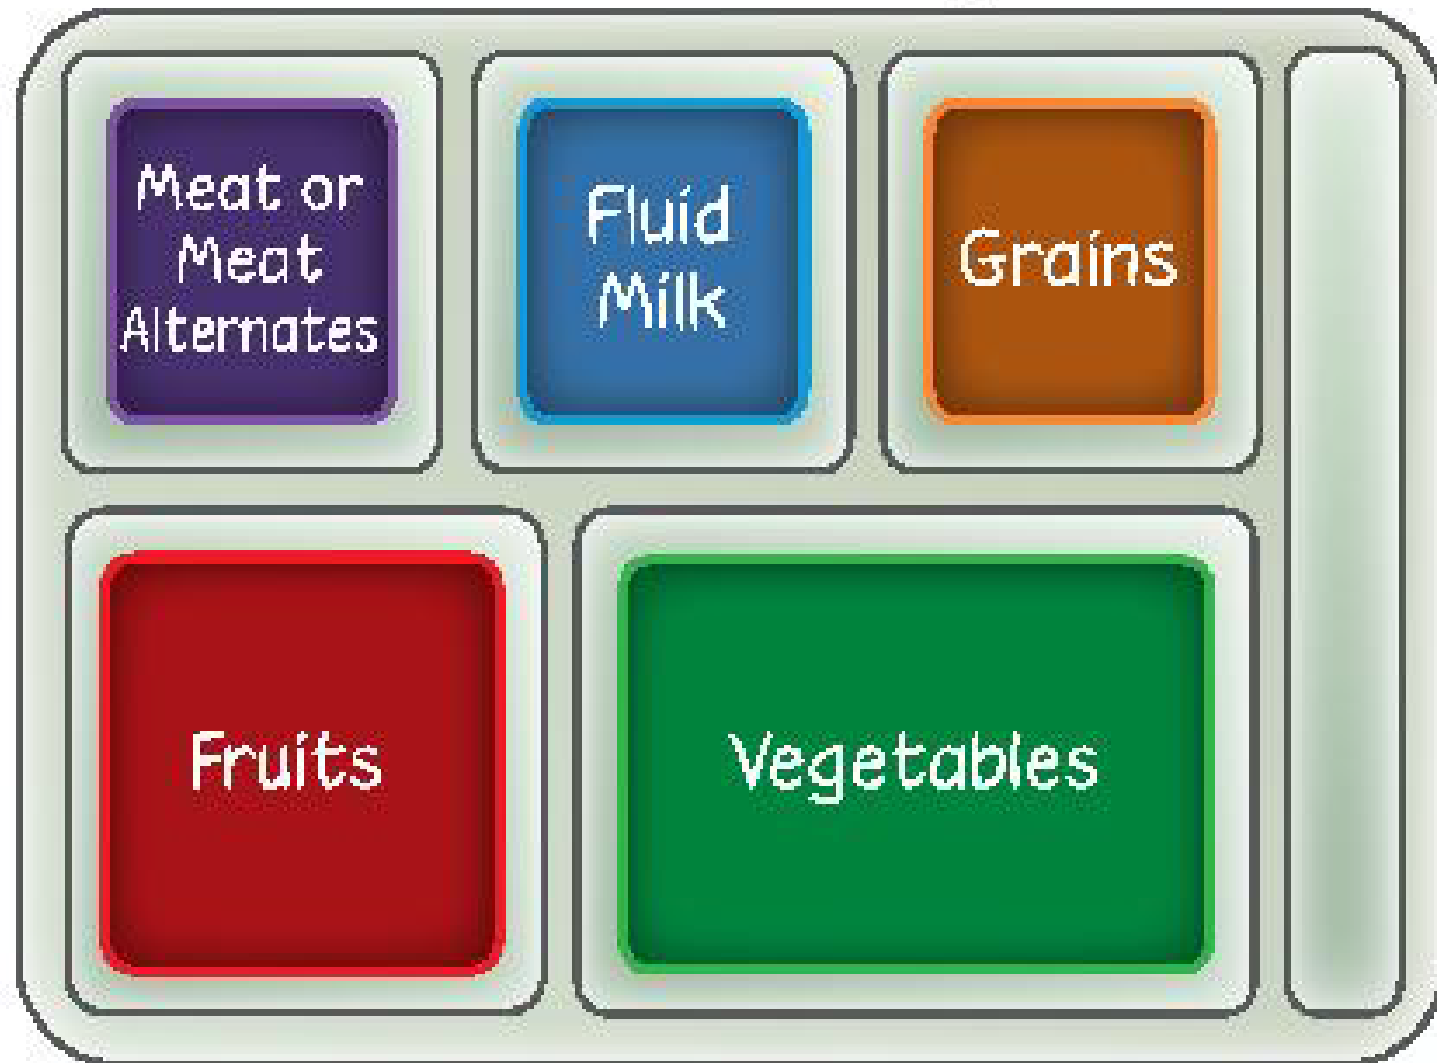 Meat or
Meat
Alternates
Fluid
Milk
Grains
Fruits
Vegetables